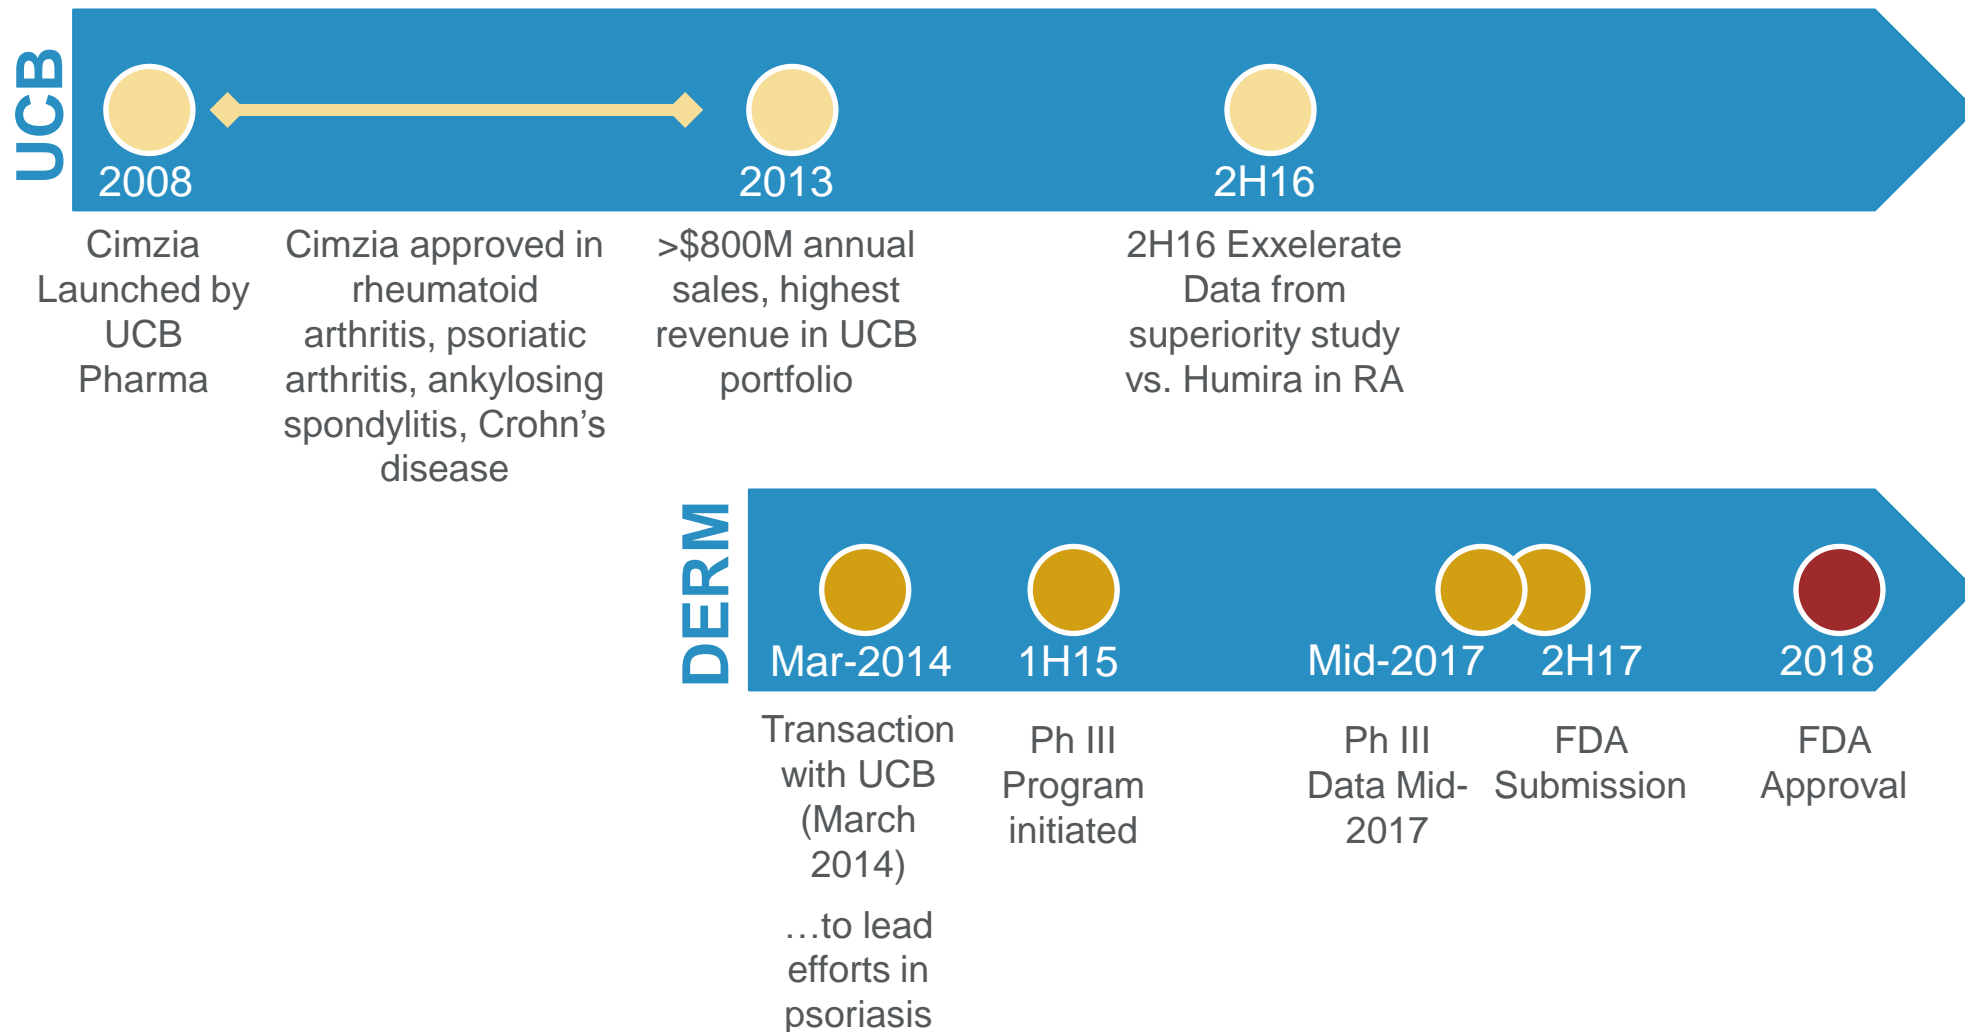 UCB
2008
2013
2H16
Cimzia
Launched by
UCB
Pharma
Cimzia approved in
rheumatoid
arthritis, psoriatic
arthritis, ankylosing
spondylitis, Crohn’s
disease
>$800M annual
sales, highest
revenue in UCB
portfolio
2H16 Exxelerate
Data from
superiority study
vs. Humira in RA
DERM
Mar-2014
1H15
Mid-2017
2H17
2018
Transaction
with UCB
(March
2014)
…to lead
efforts in
psoriasis
Ph III
Program
initiated
Ph III
Data Mid-
2017
FDA
Submission
FDA
Approval